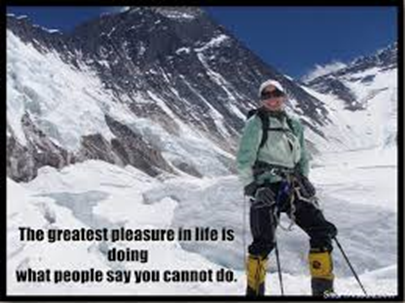 The greatest pleasure in life is
doing
what people say you cannot do.